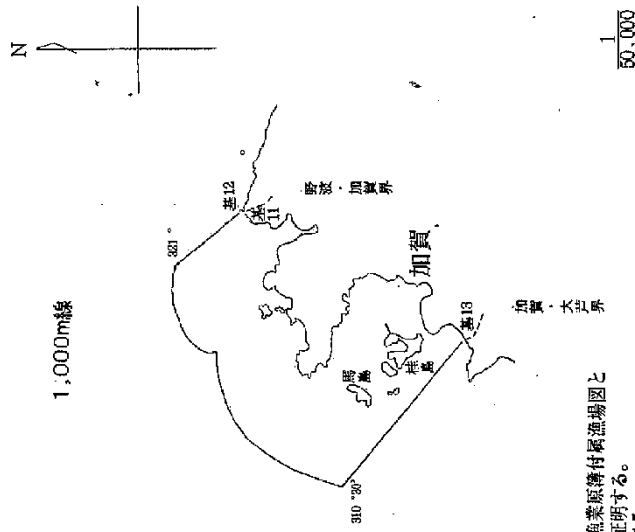 N
1,000m線
321°
基12
基11
野波・加賀界
加賀
馬島
桂島
基13
加賀・大芦界
310°30′
1
50,000
漁業原簿付属漁場図と
証明する。